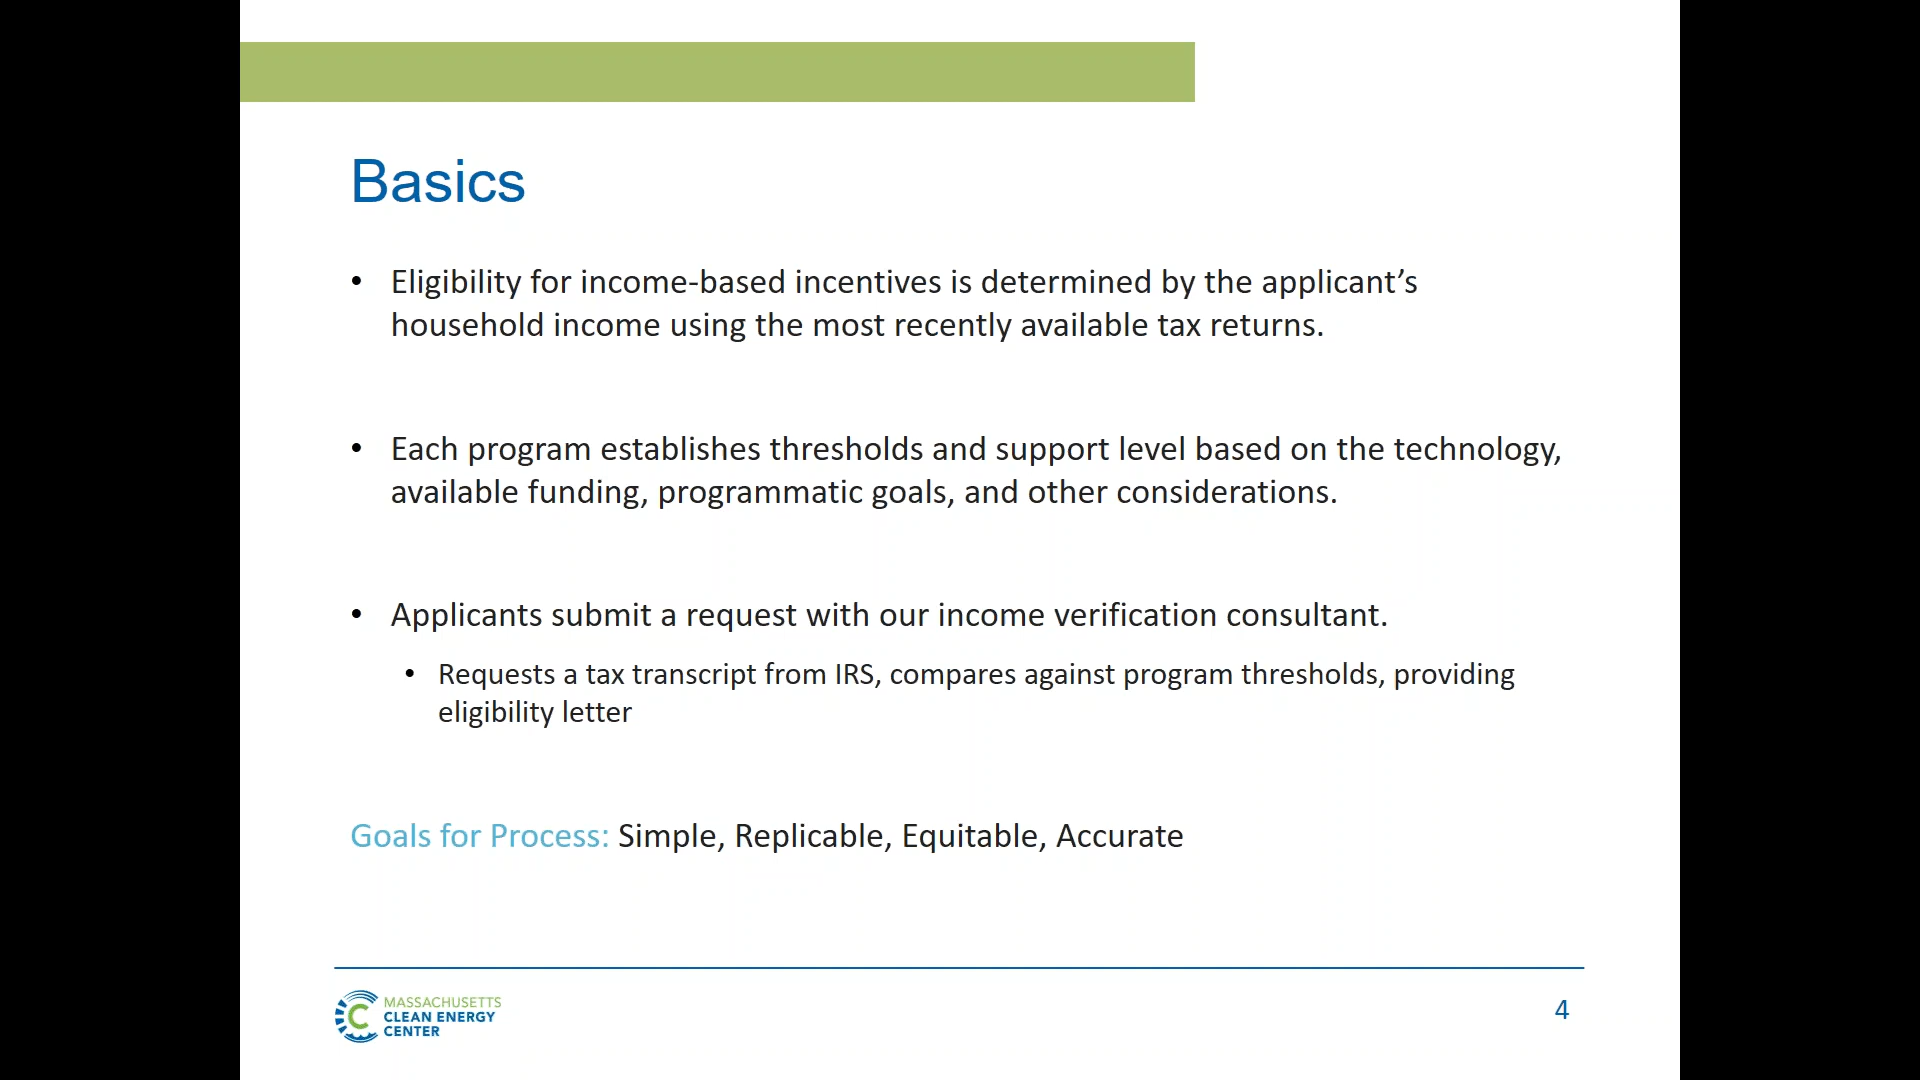 Basics
• Eligibility for income-based incentives is determined by the applicant’s
household income using the most recently available tax returns.
• Each program establishes thresholds and support level based on the technology,
available funding, programmatic goals, and other considerations.
• Applicants submit a request with our income verification consultant.
• Requests a tax transcript from IRS, compares against program thresholds, providing
eligibility letter
Goals for Process: Simple, Replicable, Equitable, Accurate
MASSACHUSETTS
CLEAN ENERGY
CENTER
4